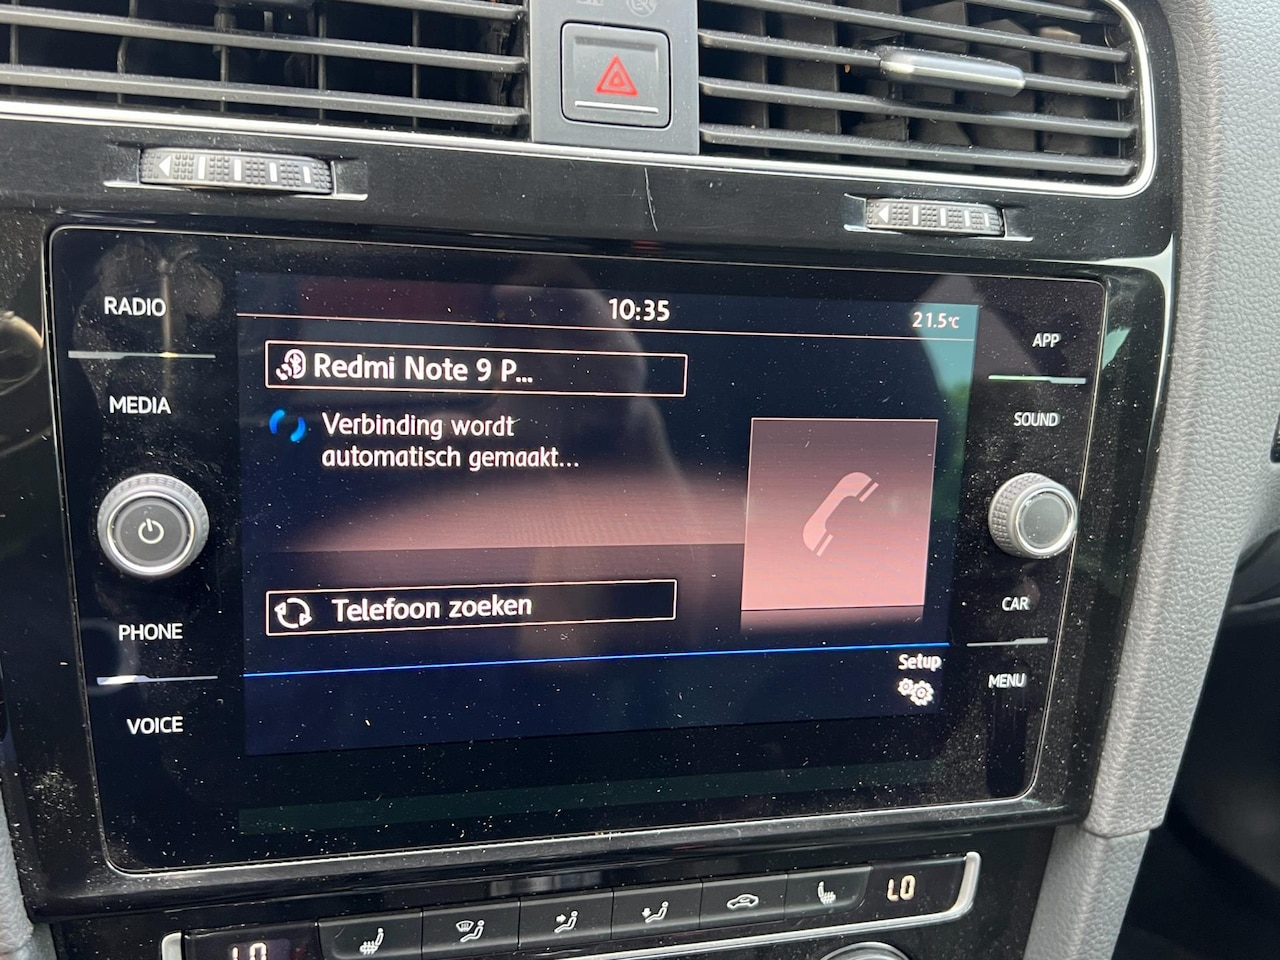 RADIO
MEDIA
PHONE
VOICE
10:35
21.5°C
Redmi Note 9 P...
Verbinding wordt
automatisch gemaakt...
Telefoon zoeken
Setup
APP
SOUND
CAR
MENU
LO
LO